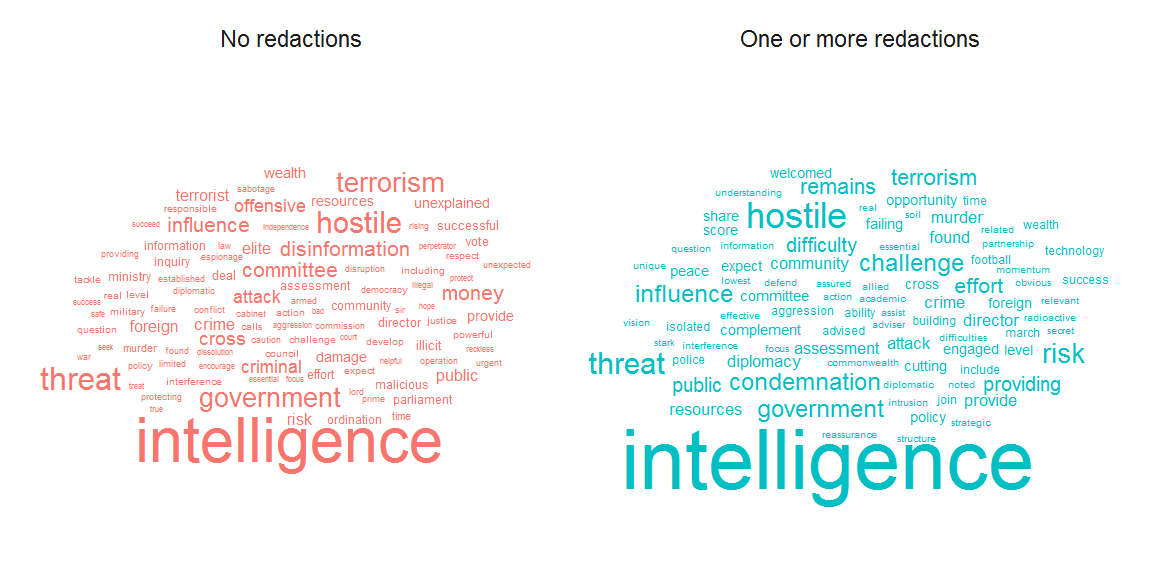 No redactions
wealth
terrorist sabotage terrorism
responsible offensive resources unexplained
succeed influence independence hostile rising successful
information law elite disinformation perpetrator vote
providing inquiry espionage respect
tackle ministry established deal committee disruption including protect unexpected
real level diplomatic attack assessment democracy illegal money
success safe military failure conflict cabinet action armed bad community sir hope provide
question foreign crime calls aggression commission director justice powerful
war seek murder found cross caution challenge court develop illicit reckless
dissolution council damage helpful operation urgent
threat policy limited encourage criminal effort expect public
treat interference essential focus malicious
protecting government lord prime parliament
true risk ordination time
intelligence
One or more redactions
welcomed
understanding remains terrorism
share hostile real opportunity time
score failing soil murder related wealth
question information difficulty essential found partnership technology
unique peace expect community challenge football momentum
lowest defend assured allied cross effort obvious success
influence committee action academic crime foreign relevant
vision effective aggression ability assist building director radioactive
isolated complement advised adviser march secret
stark interference focus assessment attack difficulties engaged level risk
threat police diplomacy commonwealth cutting include
public condemnation diplomatic noted providing
resources government intrusion join provide
policy strategic
reassurance structure
intelligence